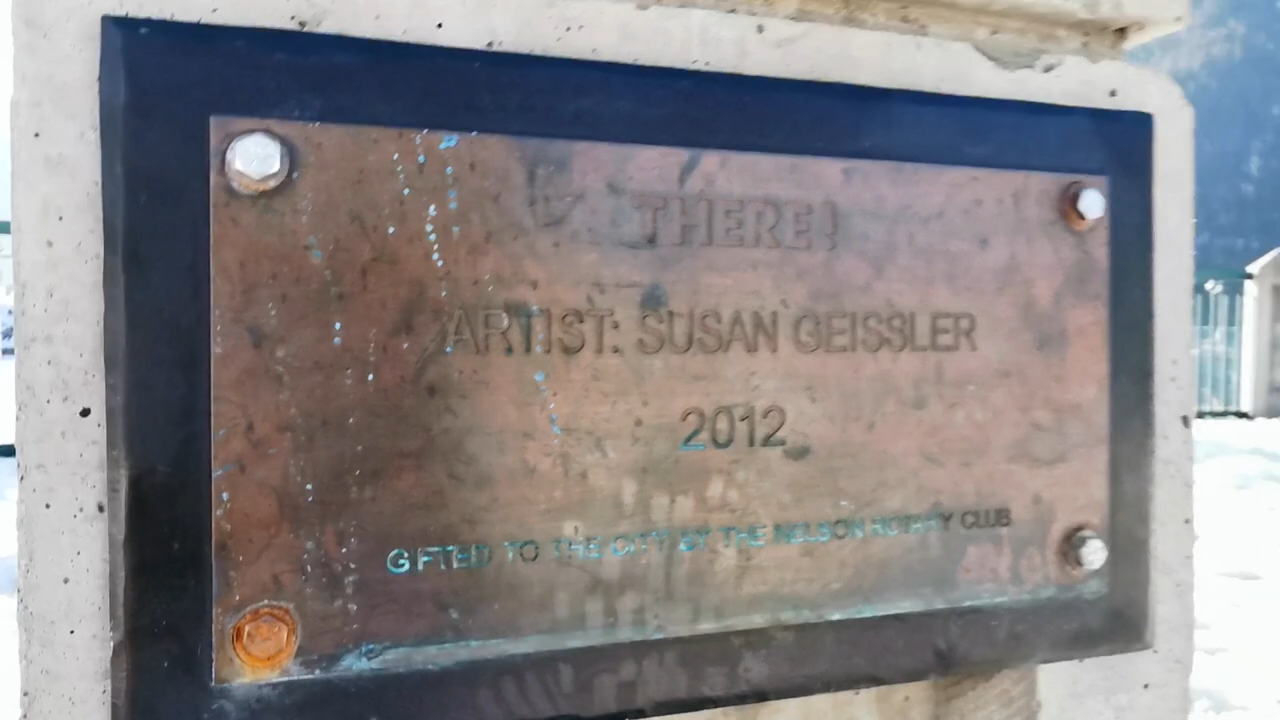 THERE!
ARTIST: SUSAN GEISSLER
2012
GIFTED TO THE CITY BY THE NELSON ROTARY CLUB